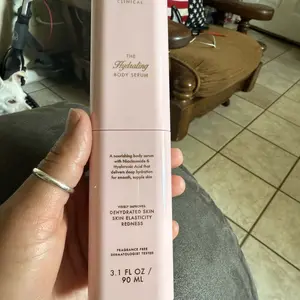 CLINICAL
THE
Hydrating
BODY SERUM
A nourishing body serum
with Niacinamide &
Hyaluronic Acid that
delivers deep hydration
for smooth, supple skin
VISIBLY IMPROVES
DEHYDRATED SKIN
SKIN ELASTICITY
REDNESS
FRAGRANCE FREE
DERMATOLOGIST TESTED
3.1 FL OZ /
90 ML